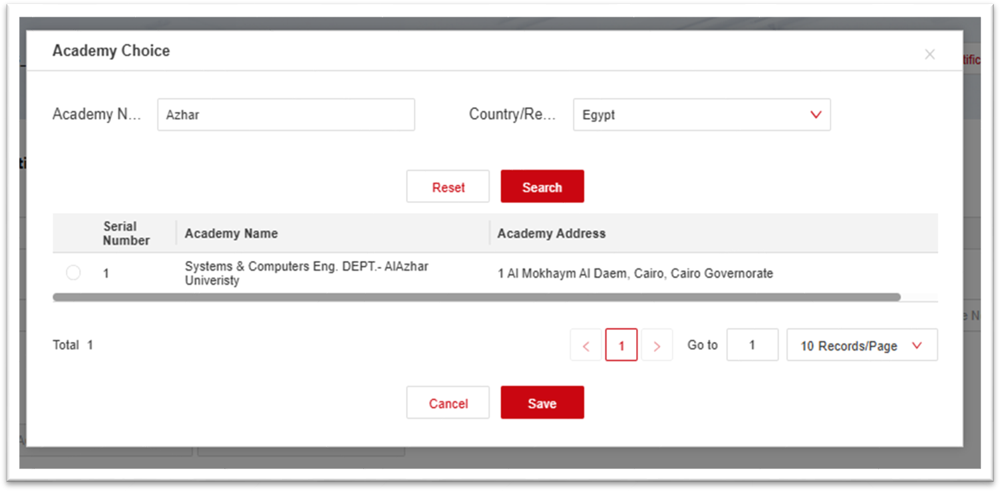 Academy Choice
tific
Academy N...
Azhar
Country/Re...
Egypt
ti
Reset
Search
Serial
Number
Academy Name
Academy Address
1
Systems & Computers Eng. DEPT.- AlAzhar
Univeristy
1 Al Mokhaym Al Daem, Cairo, Cairo Governorate
e N
Total 1
<
1
>
Go to
1
10 Records/Page
Cancel
Save